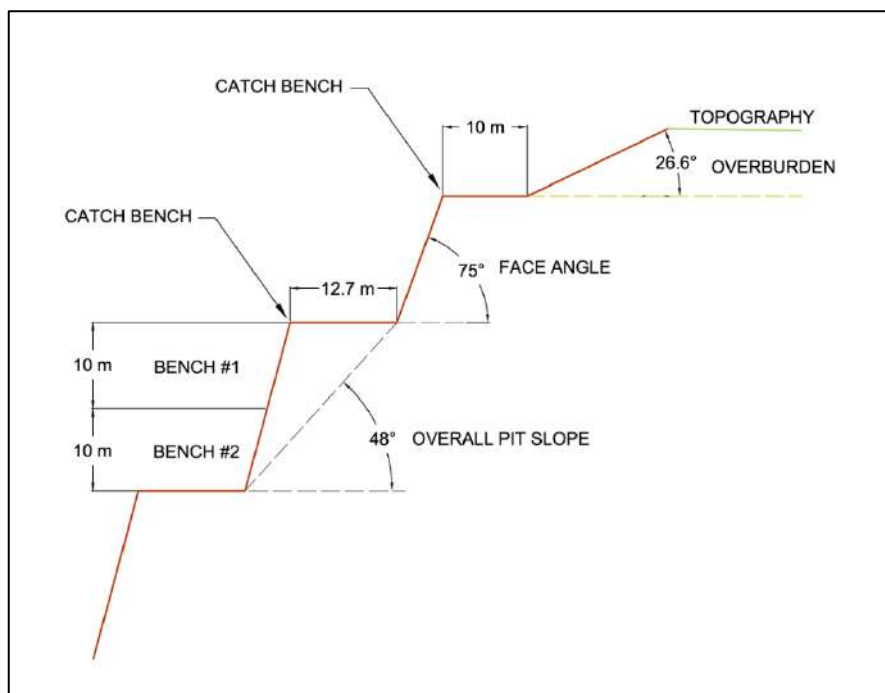 CATCH BENCH
10 m
TOPOGRAPHY
26.6° OVERBURDEN
CATCH BENCH
75° FACE ANGLE
12.7 m
10 m
BENCH #1
48° OVERALL PIT SLOPE
10 m
BENCH #2